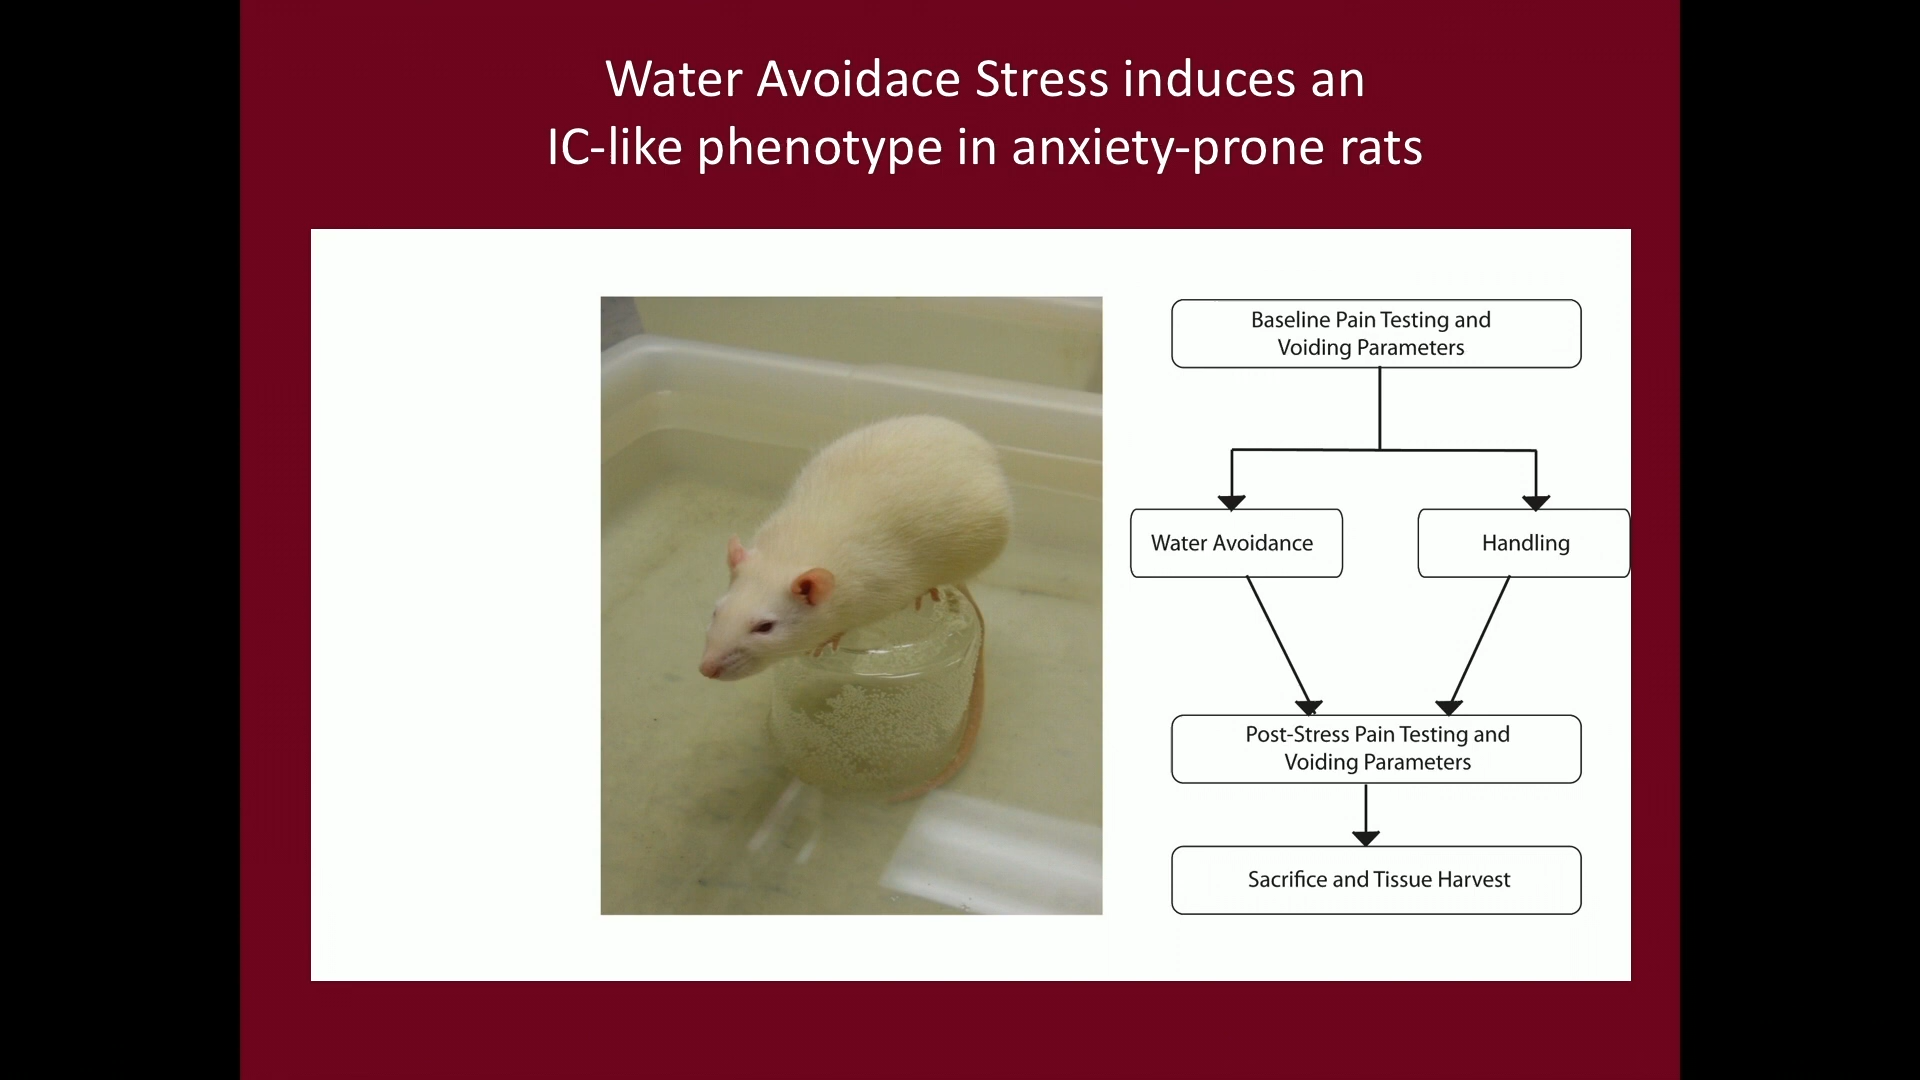 Water Avoidace Stress induces an
IC-like phenotype in anxiety-prone rats
Baseline Pain Testing and
Voiding Parameters
Water Avoidance
Handling
Post-Stress Pain Testing and
Voiding Parameters
Sacrifice and Tissue Harvest